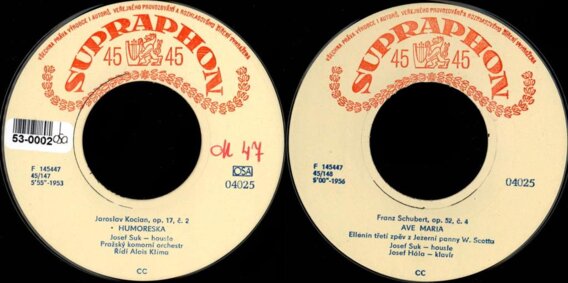 VŠECHNA PRÁVA VÝROBCE I AUTORŮ VEŘEJNÉHO PROVOZOVÁNÍ A ROZHLASOVÉHO ŠÍŘENÍ VYHRAZENA
SUPRAPHON
45 45
53-0002
F 145447
45/147
5'55"-1953
OH 47
OSA
04025
Jaroslav Kocian, op. 17, č. 2
• HUMORESKA
Josef Suk - housle
Pražský komorní orchestr
Řídí Alois Klíma
CC
VŠECHNA PRÁVA VÝROBCE I AUTORŮ VEŘEJNÉHO PROVOZOVÁNÍ A ROZHLASOVÉHO ŠÍŘENÍ VYHRAZENA
SUPRAPHON
45 45
F 145447
45/148
5'00"-1956
04025
Franz Schubert, op. 52, č. 4
AVE MARIA
Ellenin třetí zpěv z Jezerní panny W. Scotta
Josef Suk - housle
Josef Hála - klavír
CC